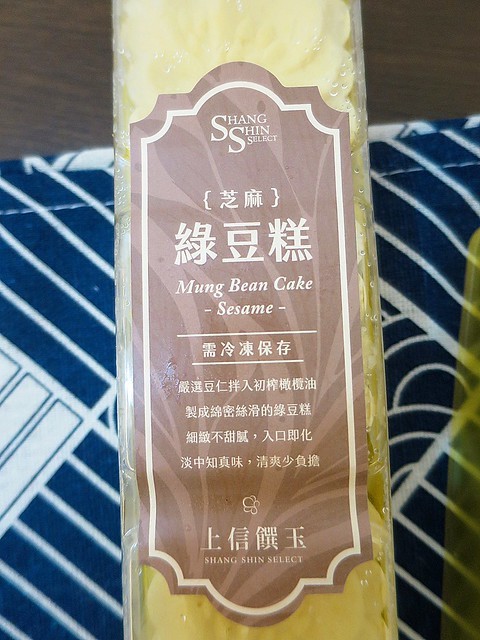 SHANG
SHIN
SELECT
{芝麻}
綠豆糕
Mung Bean Cake
- Sesame -
需冷凍保存
嚴選豆仁拌入初榨橄欖油
製成綿密絲滑的綠豆糕
細緻不甜膩，入口即化
淡中知真味，清爽少負擔
上信饌玉
SHANG SHIN SELECT